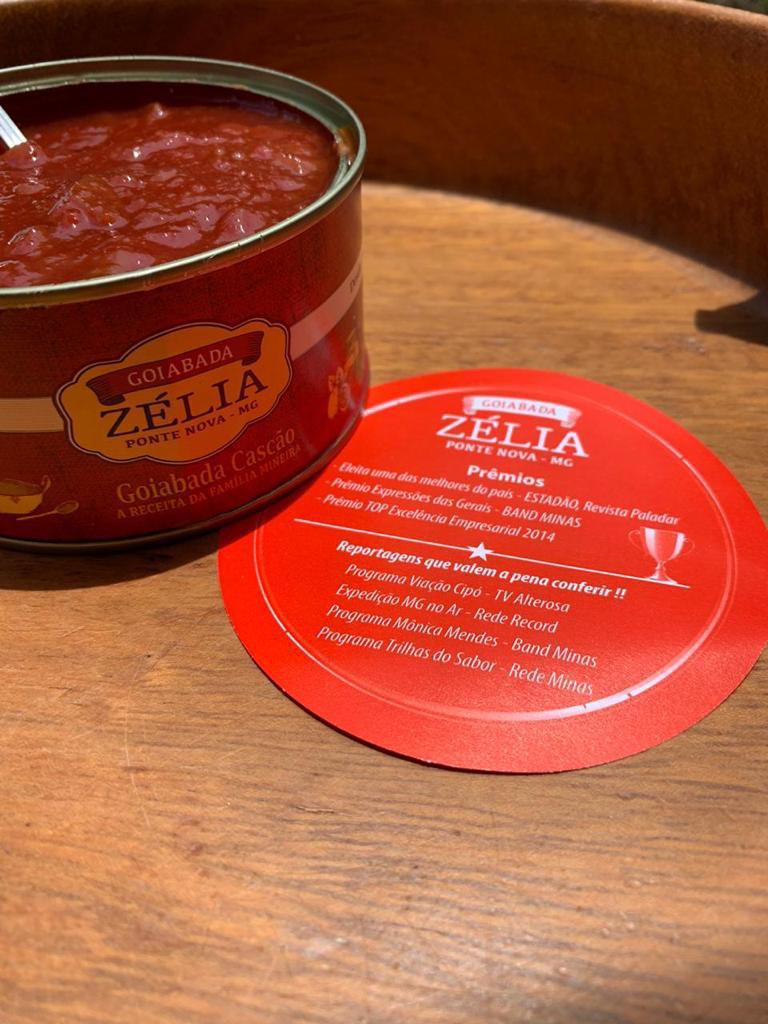 GOIABADA
ZÉLIA
PONTE NOVA - MG
Goiabada Cascão
A RECEITA DA FAMÍLIA MINEIRA
GOIABADA
ZÉLIA
PONTE NOVA - MG
Prêmios
- Eleita uma das melhores do país - ESTADÃO, Revista Paladar
- Prêmio Expressões das Gerais - BAND MINAS
- Prêmio TOP Excelência Empresarial 2014
Reportagens que valem a pena conferir !!
Programa Viação Cipó - TV Alterosa
Expedição MG no Ar - Rede Record
Programa Mônica Mendes - Band Minas
Programa Trilhas do Sabor - Rede Minas